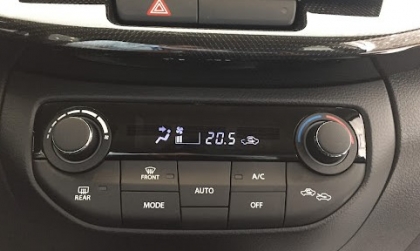 20.5
FRONT
A/C
REAR
AUTO
MODE
OFF